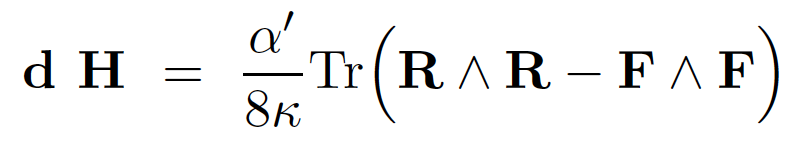 d H = α′/8κ Tr(R ∧ R − F ∧ F)